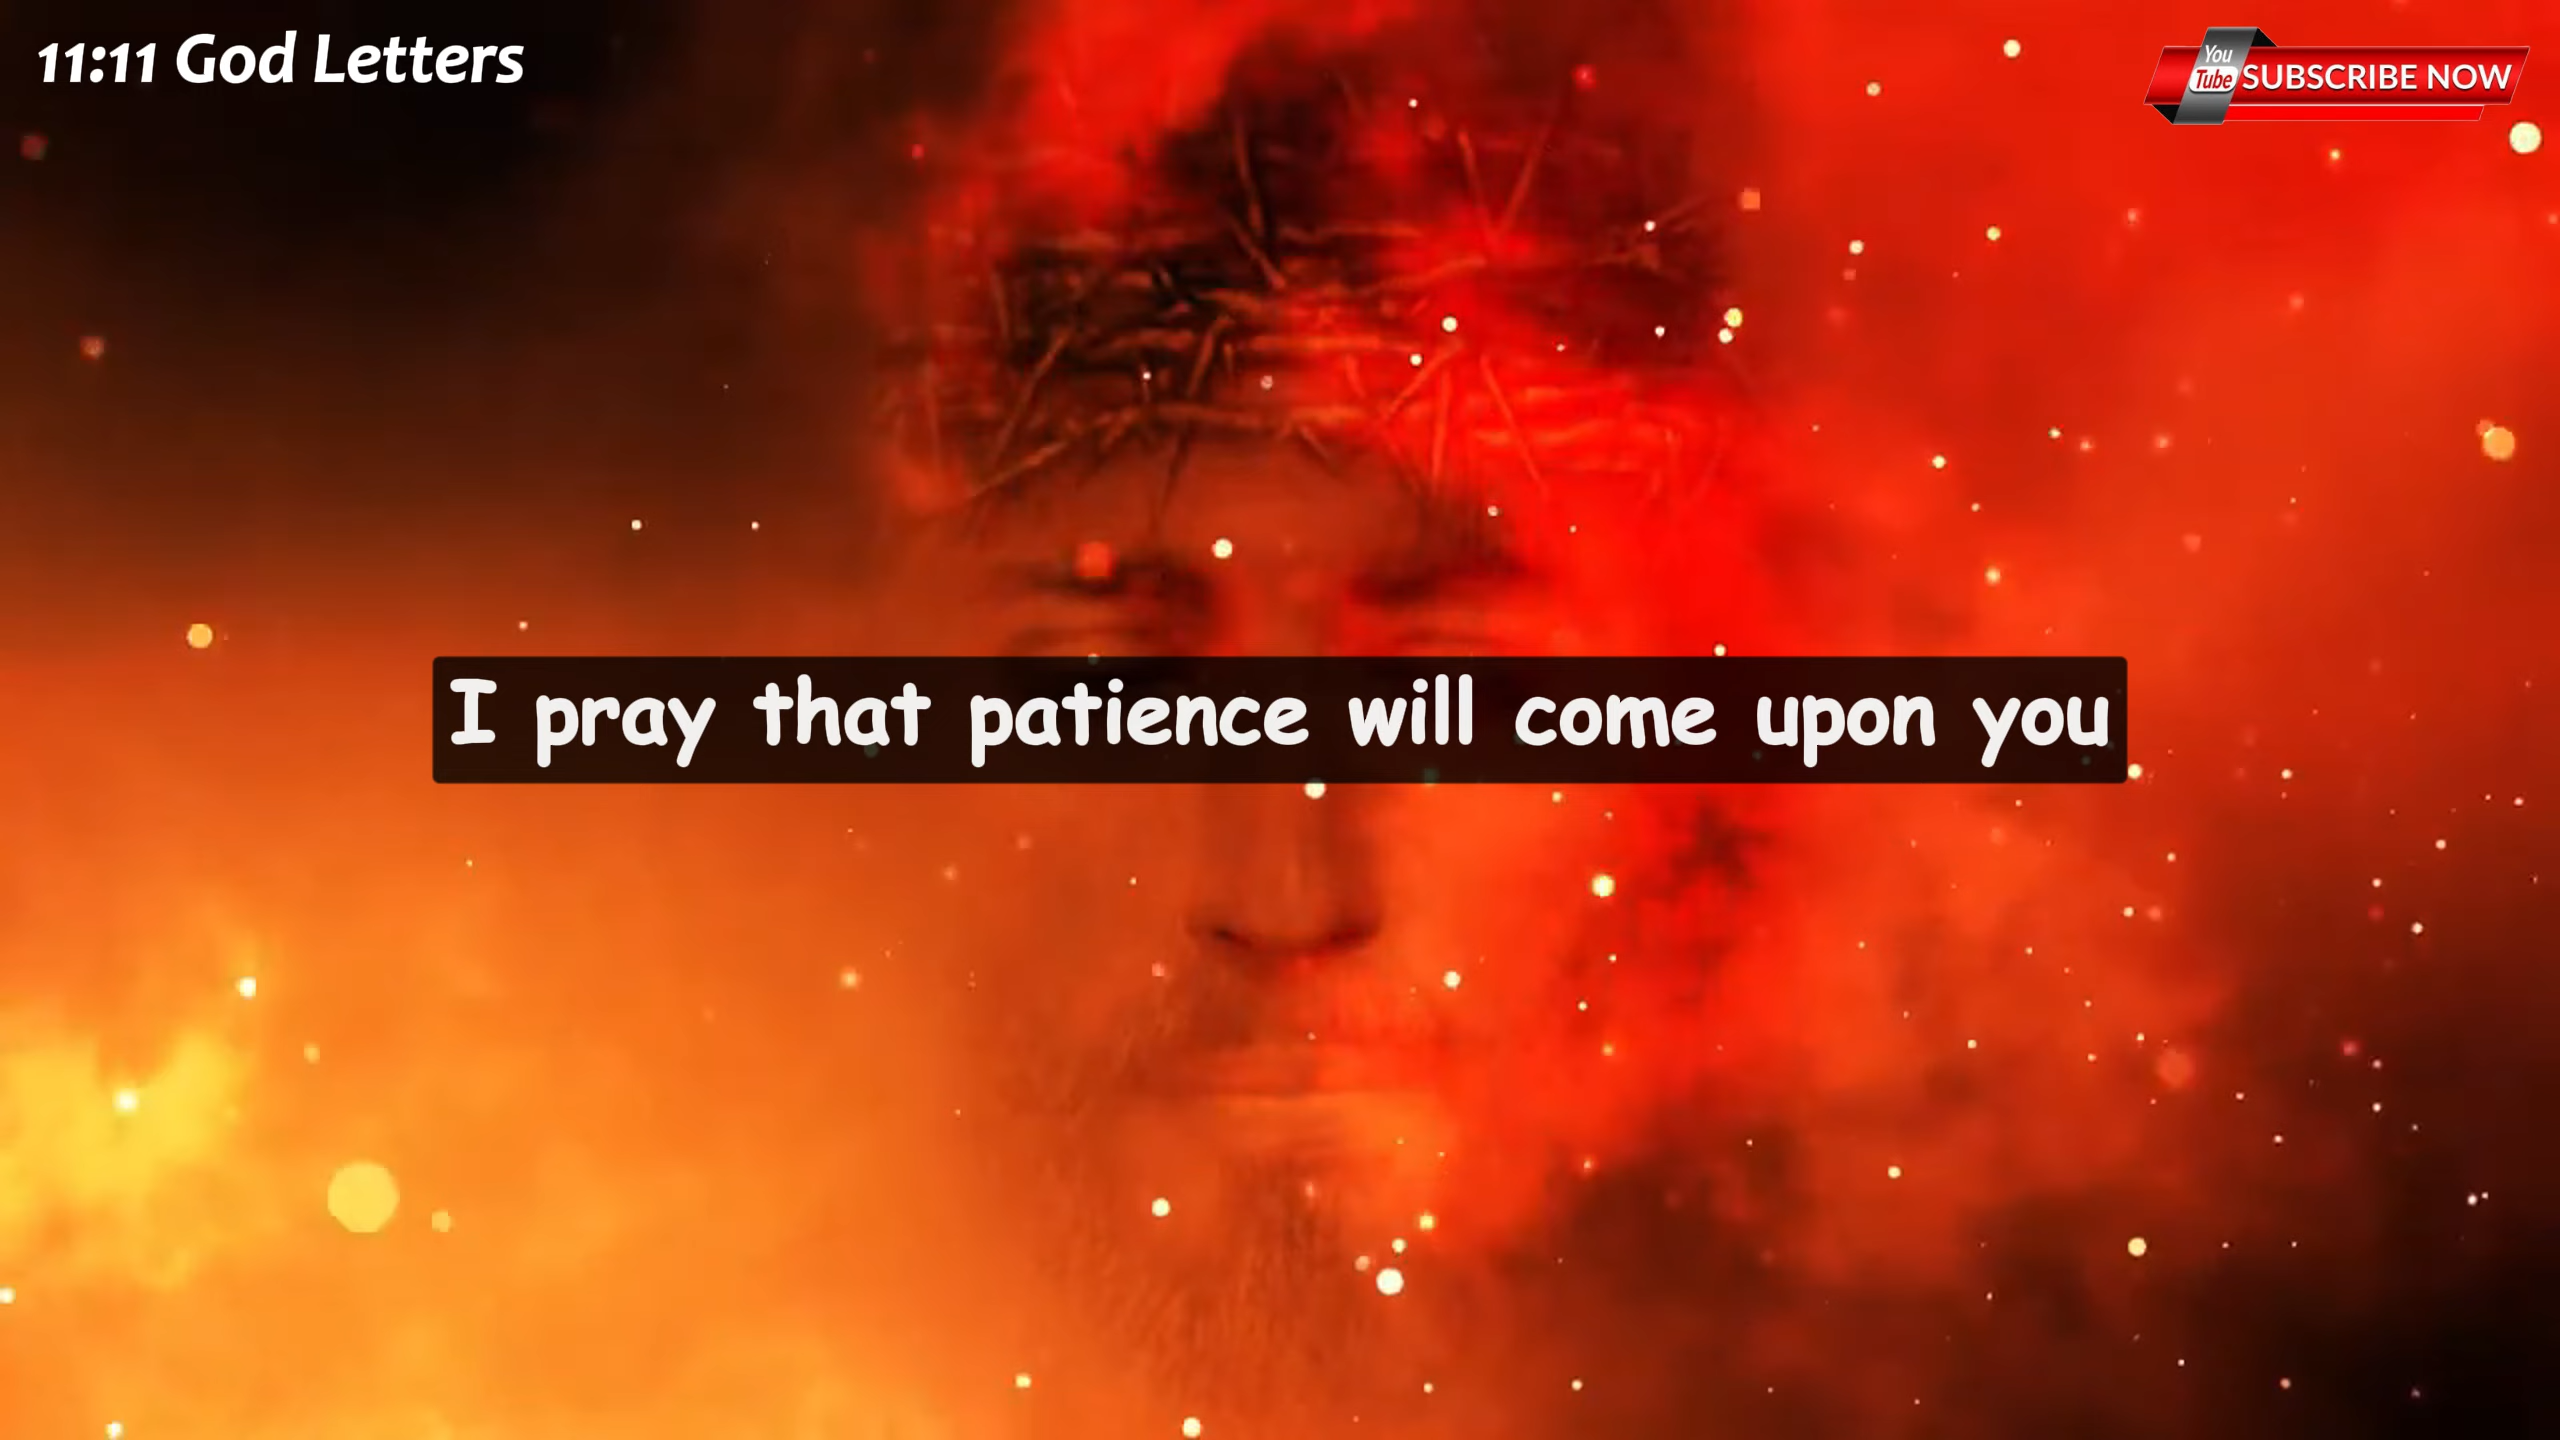 11:11 God Letters
You
Tube
SUBSCRIBE NOW
I pray that patience will come upon you